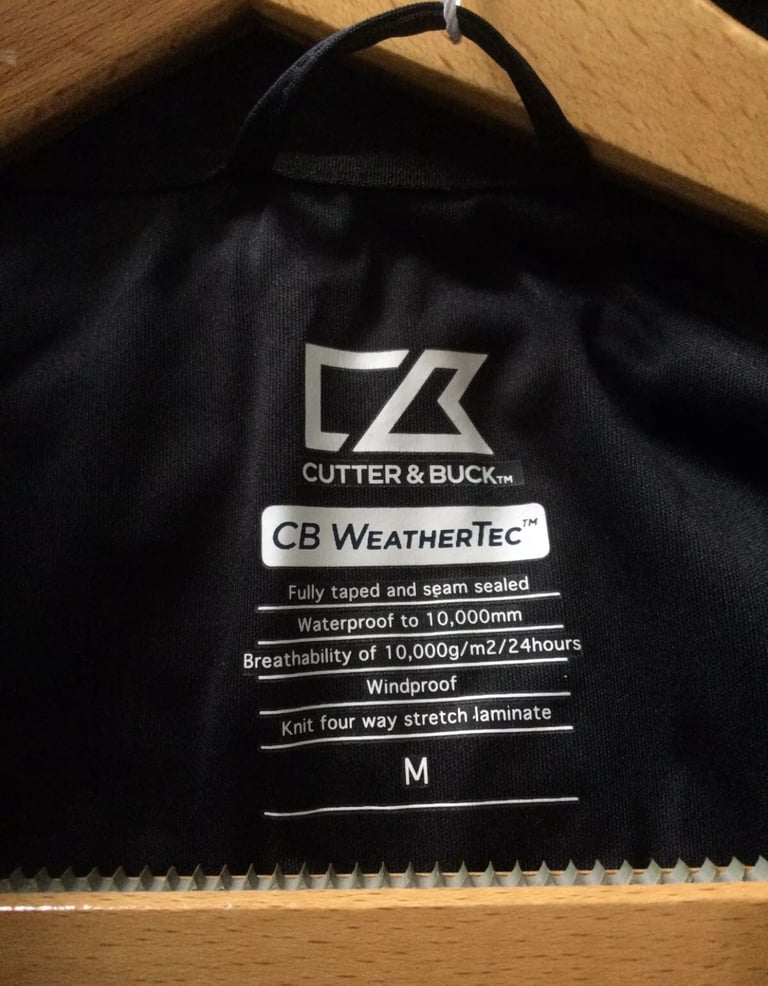 CB
CUTTER & BUCK™
CB WEATHERTEC™
Fully taped and seam sealed
Waterproof to 10,000mm
Breathability of 10,000g/m2/24hours
Windproof
Knit four way stretch laminate
M